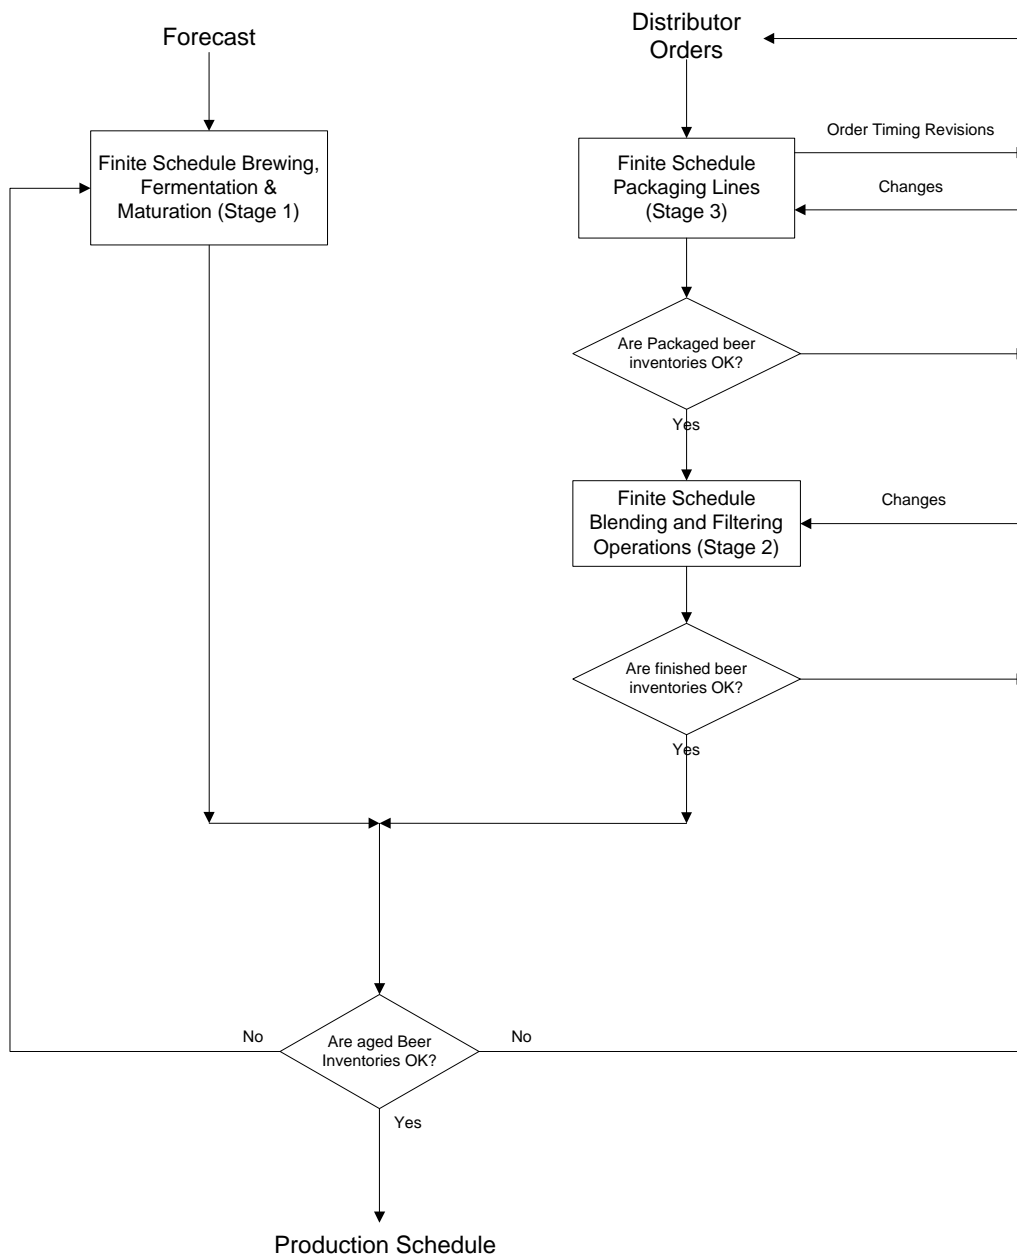 Forecast
Distributor
Orders
Order Timing Revisions
Finite Schedule Brewing,
Fermentation &
Maturation (Stage 1)
Finite Schedule
Packaging Lines
(Stage 3)
Changes
Are Packaged beer
inventories OK?
Yes
Finite Schedule
Blending and Filtering
Operations (Stage 2)
Changes
Are finished beer
inventories OK?
Yes
No
Are aged Beer
Inventories OK?
No
Yes
Production Schedule